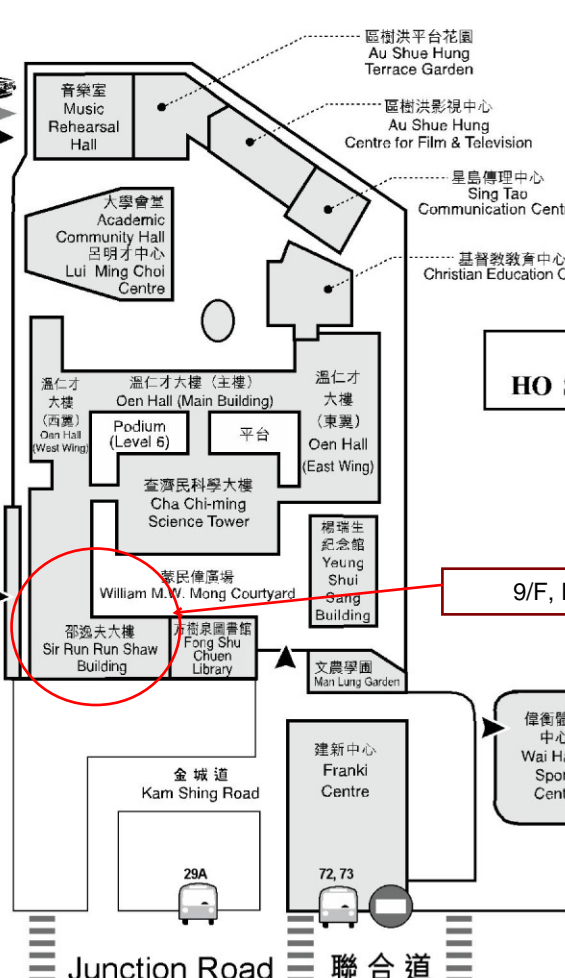 區樹洪平台花園
Au Shue Hung
Terrace Garden
音樂室
Music
Rehearsal
Hall
區樹洪影視中心
Au Shue Hung
Centre for Film & Television
星島傳理中心
Sing Tao
Communication Cent
大學會堂
Academic
Community Hall
呂明才中心
Lui Ming Choi
Centre
基督教敎育中心
Christian Education C
HO
溫仁才
大樓
（西翼）
Oen Hall
(West Wing)
溫仁才大樓（主樓）
Oen Hall (Main Building)
溫仁才
大樓
（東翼）
Oen Hall
(East Wing)
Podium
(Level 6)
平台
查濟民科學大樓
Cha Chi-ming
Science Tower
楊瑞生
紀念館
Yeung
Shui
Sang
Building
蒙民偉廣場
William M.W. Mong Courtyard
9/F,
邵逸夫大樓
Sir Run Run Shaw
Building
方樹泉圖書館
Fong Shu
Chuen
Library
文農學圃
Man Lung Garden
偉衡
中心
Wai H
Spor
Cent
建新中心
Franki
Centre
金城道
Kam Shing Road
29A
72, 73
Junction Road 聯合道